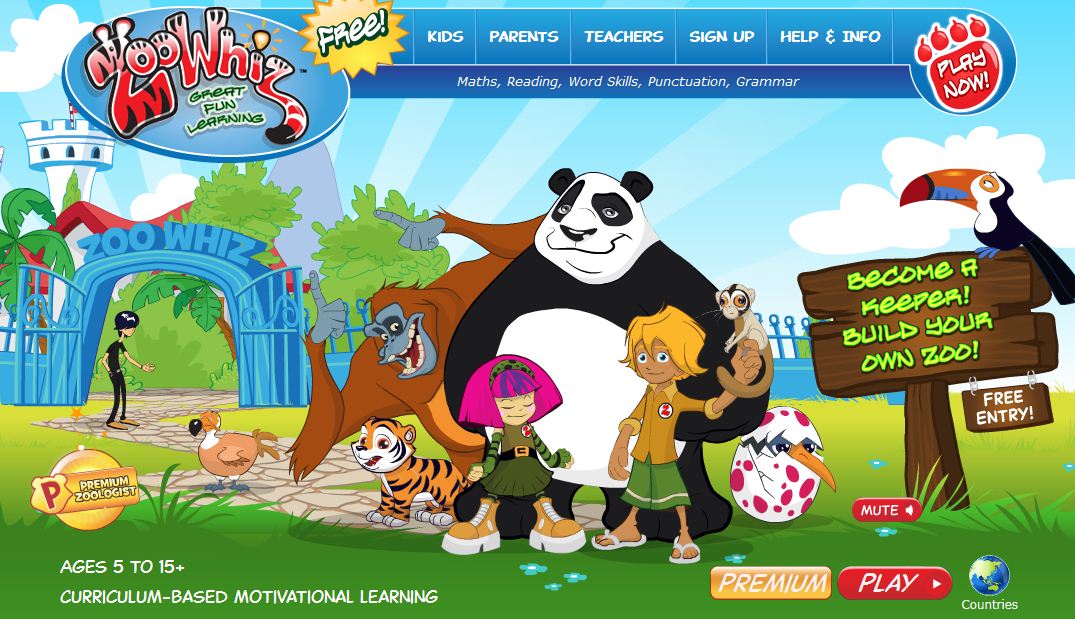 ZooWhiz™
GREAT
FUN
LEARNING
FREE!
KIDS PARENTS TEACHERS SIGN UP HELP & INFO
PLAY
NOW!
Maths, Reading, Word Skills, Punctuation, Grammar
ZOO WHIZ
BECOME A
KEEPER!
BUILD YOUR
OWN ZOO!
FREE
ENTRY!
Z
Z
P
PREMIUM
ZOOLOGIST
MUTE
AGES 5 TO 15+
CURRICULUM-BASED MOTIVATIONAL LEARNING
PREMIUM
PLAY
Countries